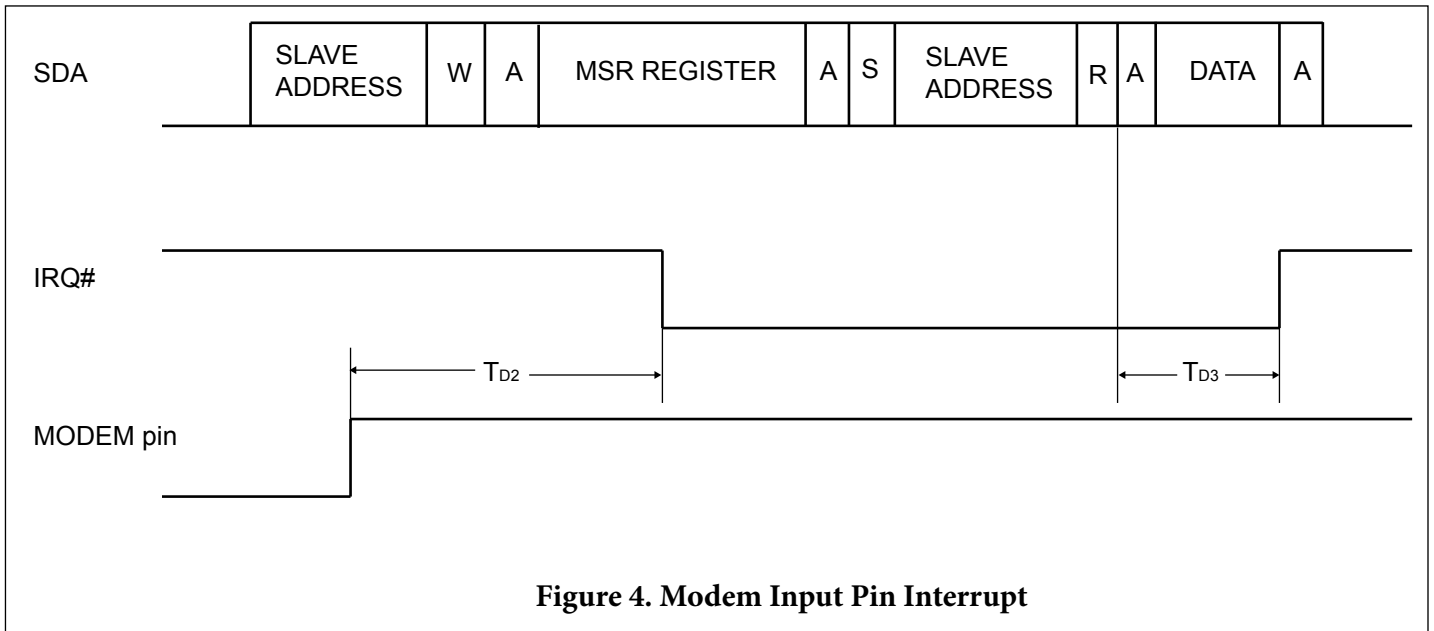 SDA
SLAVE
ADDRESS
W
A
MSR REGISTER
A
S
SLAVE
ADDRESS
R
A
DATA
A
IRQ#
TD2
TD3
MODEM pin
Figure 4. Modem Input Pin Interrupt